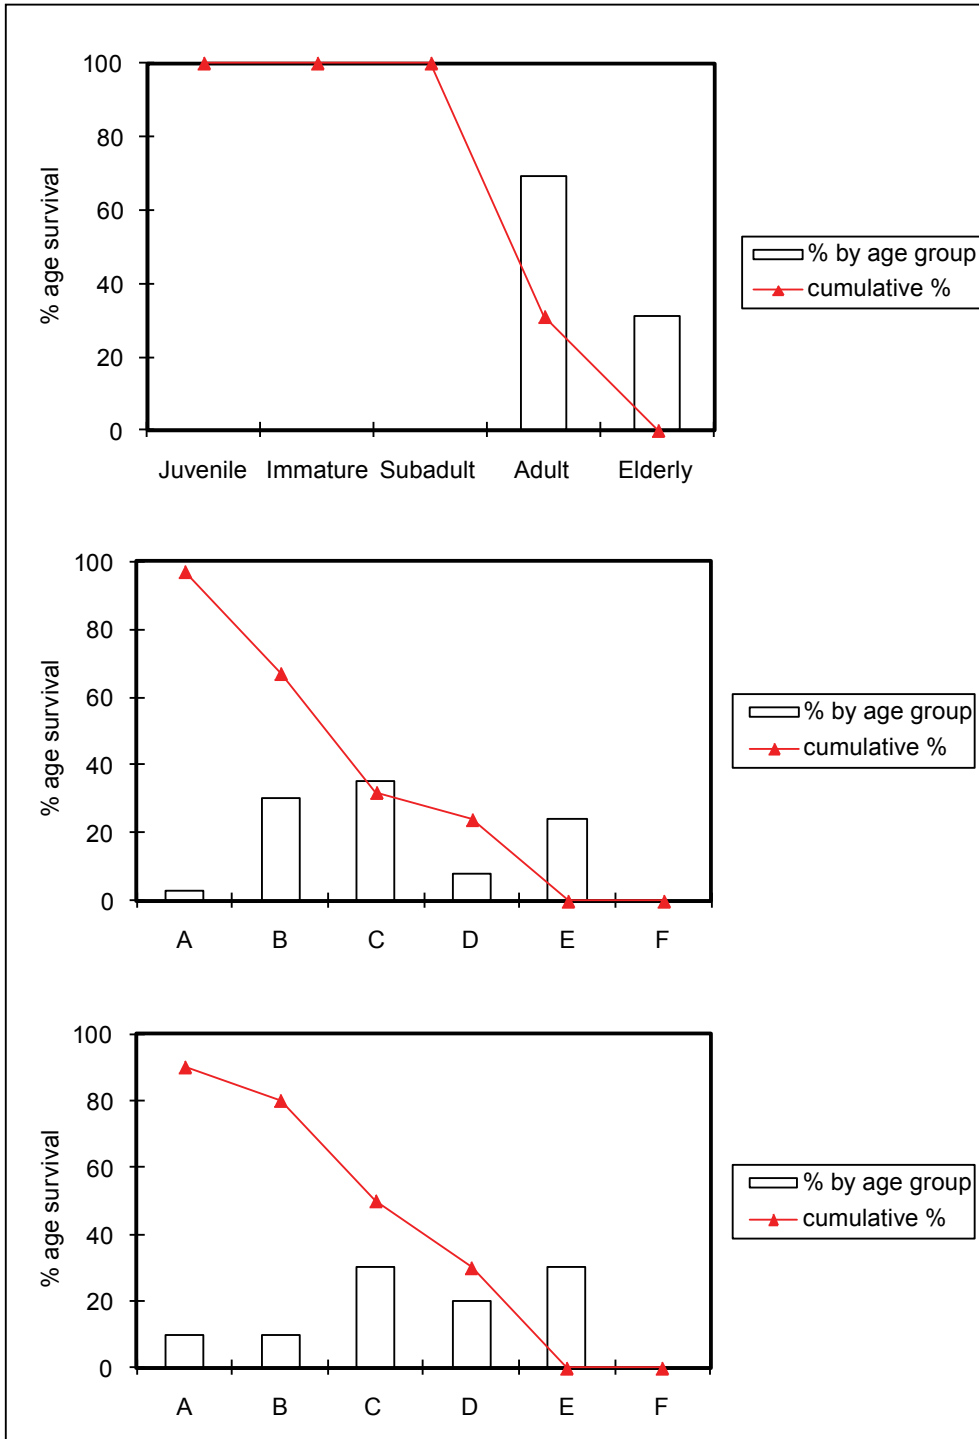 100
80
60
40
20
0
% age survival
Juvenile Immature Subadult Adult Elderly
% by age group
cumulative %
100
80
60
40
20
0
% age survival
A B C D E F
% by age group
cumulative %
100
80
60
40
20
0
% age survival
A B C D E F
% by age group
cumulative %